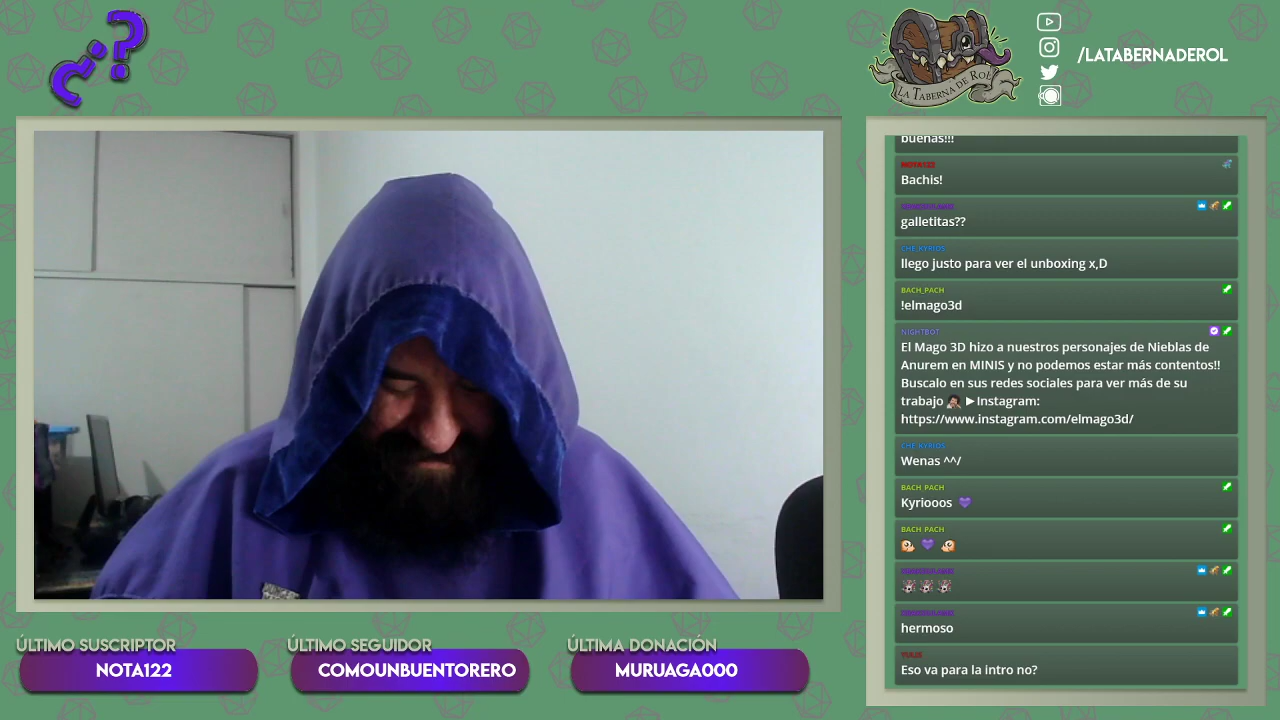 ¿?
LA TABERNA DE ROL
/LATABERNADEROL
buenas!!!
NOTA122
Bachis!
galletitas??
CHE_KYRIOS
llego justo para ver el unboxing x,D
BACH_PACH
!elmago3d
NIGHTBOT
El Mago 3D hizo a nuestros personajes de Nieblas de
Anurem en MINIS y no podemos estar más contentos!!
Buscalo en sus redes sociales para ver más de su
trabajo ►Instagram:
https://www.instagram.com/elmago3d/
CHE_KYRIOS
Wenas ^^/
BACH_PACH
Kyriooos 💜
BACH_PACH
💜
hermoso
Eso va para la intro no?
ÚLTIMO SUSCRIPTOR
NOTA122
ÚLTIMO SEGUIDOR
COMOUNBUENTORERO
ÚLTIMA DONACIÓN
MURUAGA000